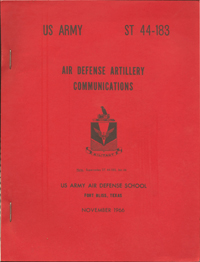 US ARMY ST 44-183
AIR DEFENSE ARTILLERY
COMMUNICATIONS
US ARMY AIR DEFENSE SCHOOL
FORT BLISS, TEXAS
NOVEMBER